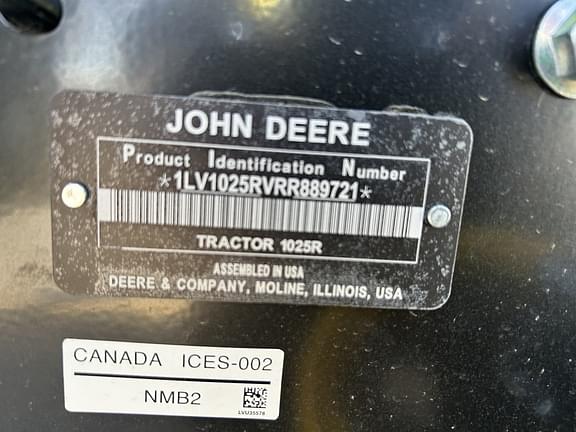 JOHN DEERE
Product Identification Number
*1LV1025RVRR889721*
TRACTOR 1025R
ASSEMBLED IN USA
DEERE & COMPANY, MOLINE, ILLINOIS, USA
CANADA ICES-002
NMB2
LVU35578